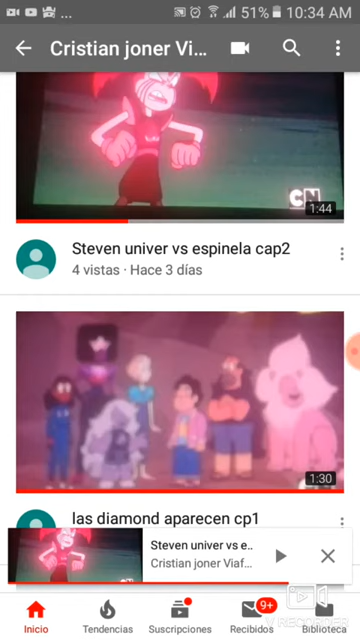 ... 51% 10:34 AM
Cristian joner Vi...
CN
1:44
Steven univer vs espinela cap2
4 vistas · Hace 3 días
1:30
las diamond aparecen cp1
Steven univer vs e..
Cristian joner Viaf..
9+
Inicio
Tendencias
Suscripciones
Recibidos
Biblioteca
V RECORDER